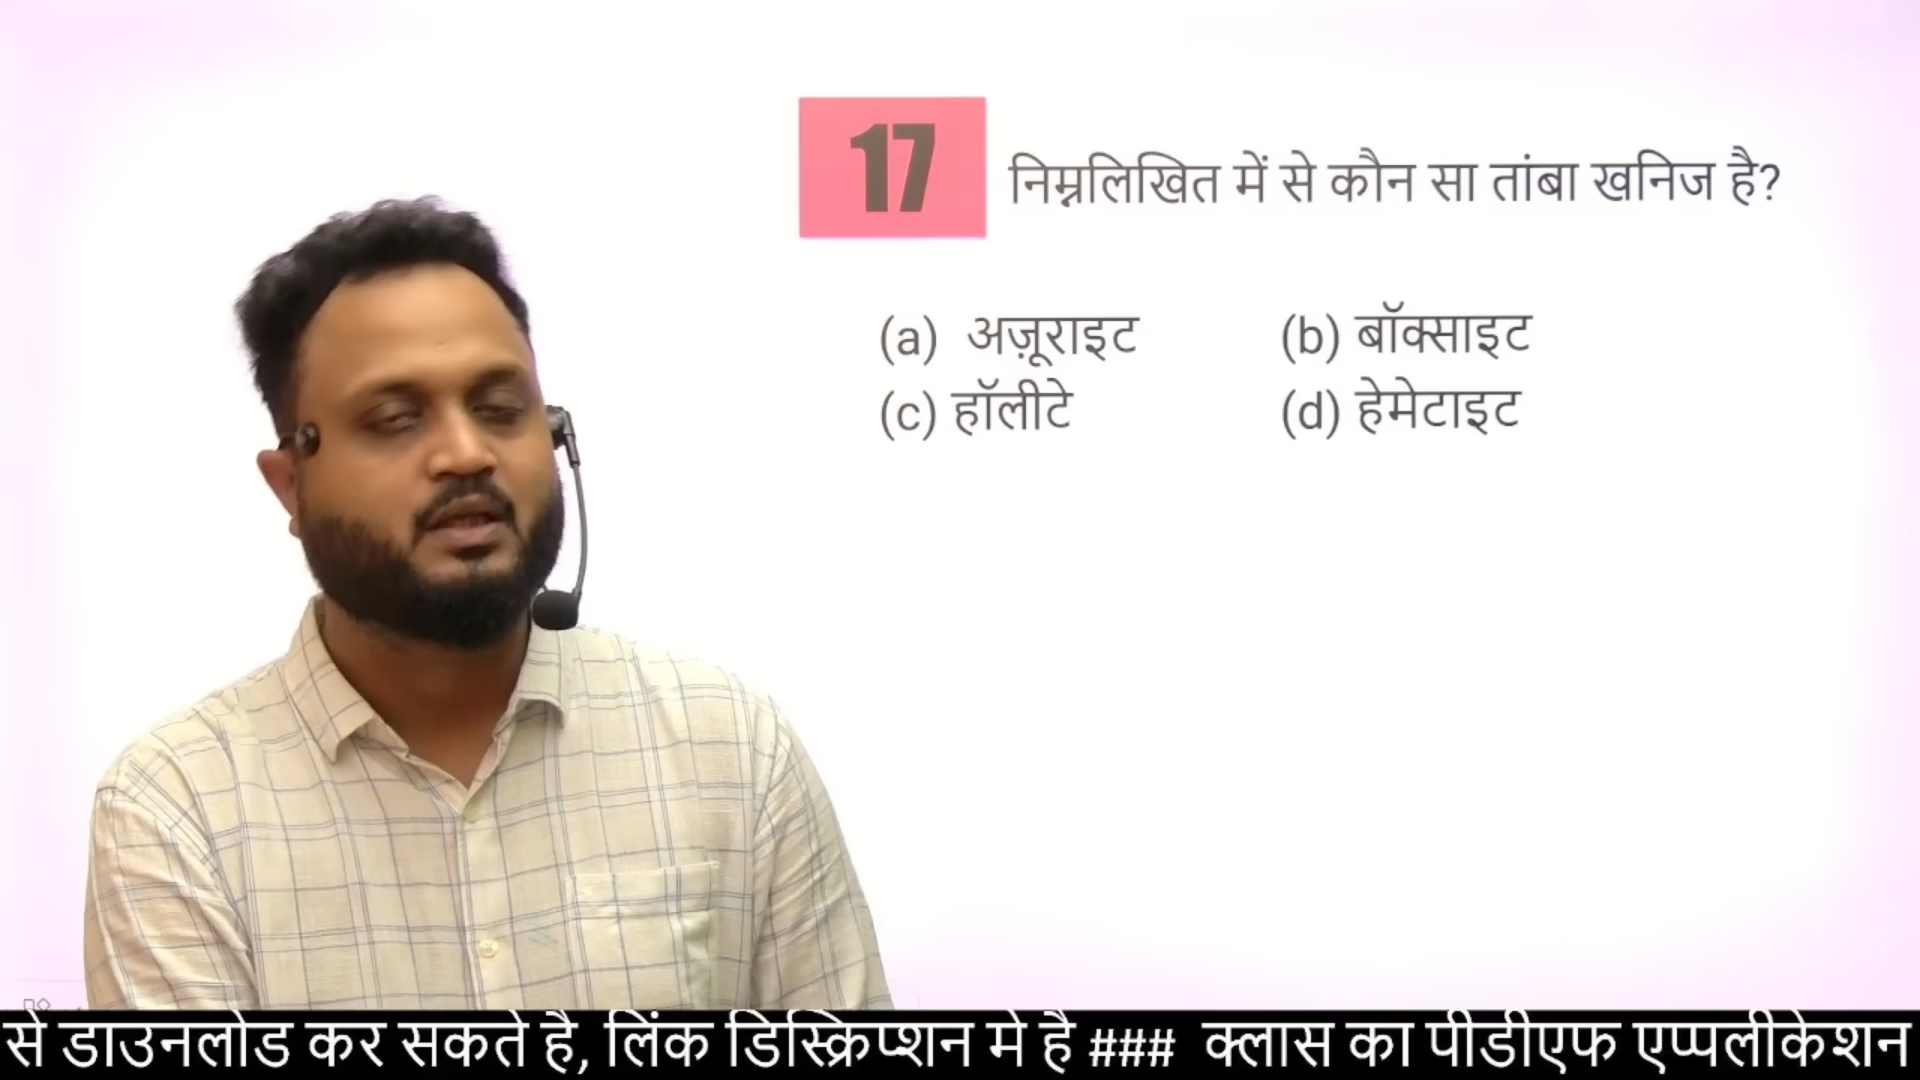 17 निम्नलिखित में से कौन सा तांबा खनिज है?
(a) अज़ूराइट (b) बॉक्साइट
(c) हॉलीटे (d) हेमेटाइट
से डाउनलोड कर सकते है, लिंक डिस्क्रिप्शन मे है ### क्लास का पीडीएफ एप्पलीकेशन